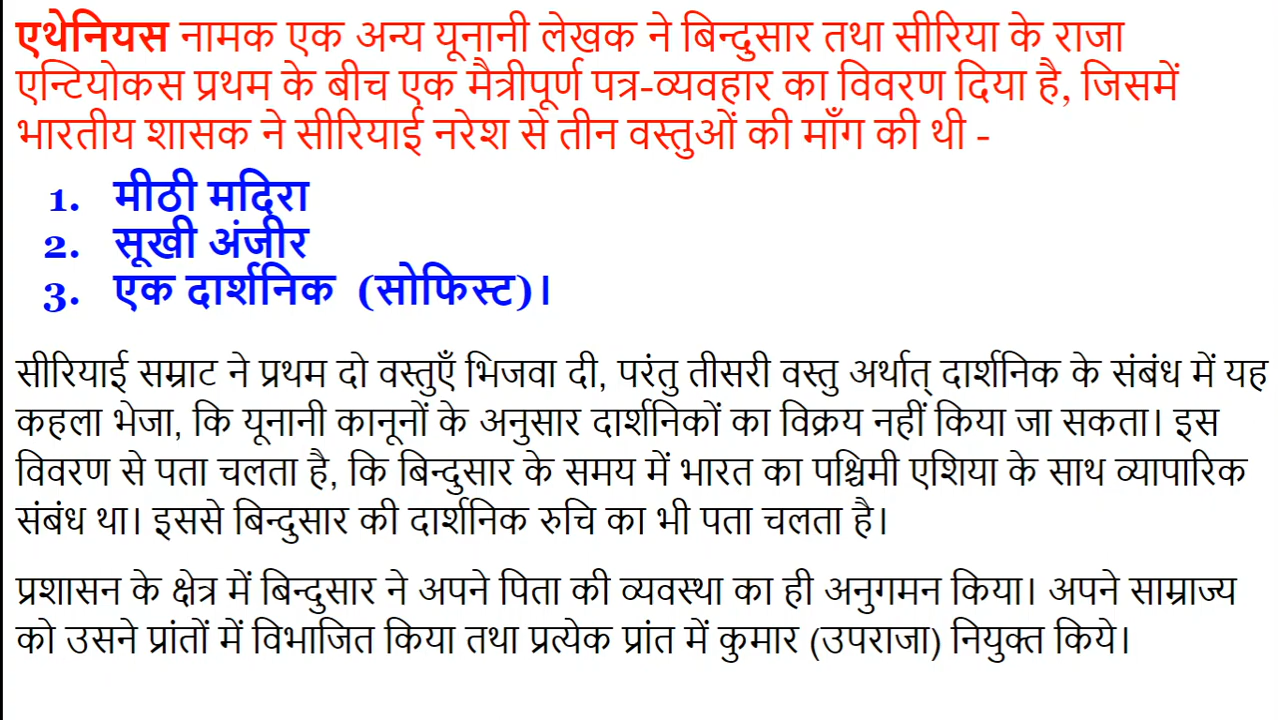 एथेनियस नामक एक अन्य यूनानी लेखक ने बिन्दुसार तथा सीरिया के राजा
एन्टियोकस प्रथम के बीच एक मैत्रीपूर्ण पत्र-व्यवहार का विवरण दिया है, जिसमें
भारतीय शासक ने सीरियाई नरेश से तीन वस्तुओं की माँग की थी -
1. मीठी मदिरा
2. सूखी अंजीर
3. एक दार्शनिक (सोफिस्ट)।
सीरियाई सम्राट ने प्रथम दो वस्तुएँ भिजवा दी, परंतु तीसरी वस्तु अर्थात् दार्शनिक के संबंध में यह
कहला भेजा, कि यूनानी कानूनों के अनुसार दार्शनिकों का विक्रय नहीं किया जा सकता। इस
विवरण से पता चलता है, कि बिन्दुसार के समय में भारत का पश्चिमी एशिया के साथ व्यापारिक
संबंध था। इससे बिन्दुसार की दार्शनिक रुचि का भी पता चलता है।
प्रशासन के क्षेत्र में बिन्दुसार ने अपने पिता की व्यवस्था का ही अनुगमन किया। अपने साम्राज्य
को उसने प्रांतों में विभाजित किया तथा प्रत्येक प्रांत में कुमार (उपराजा) नियुक्त किये।